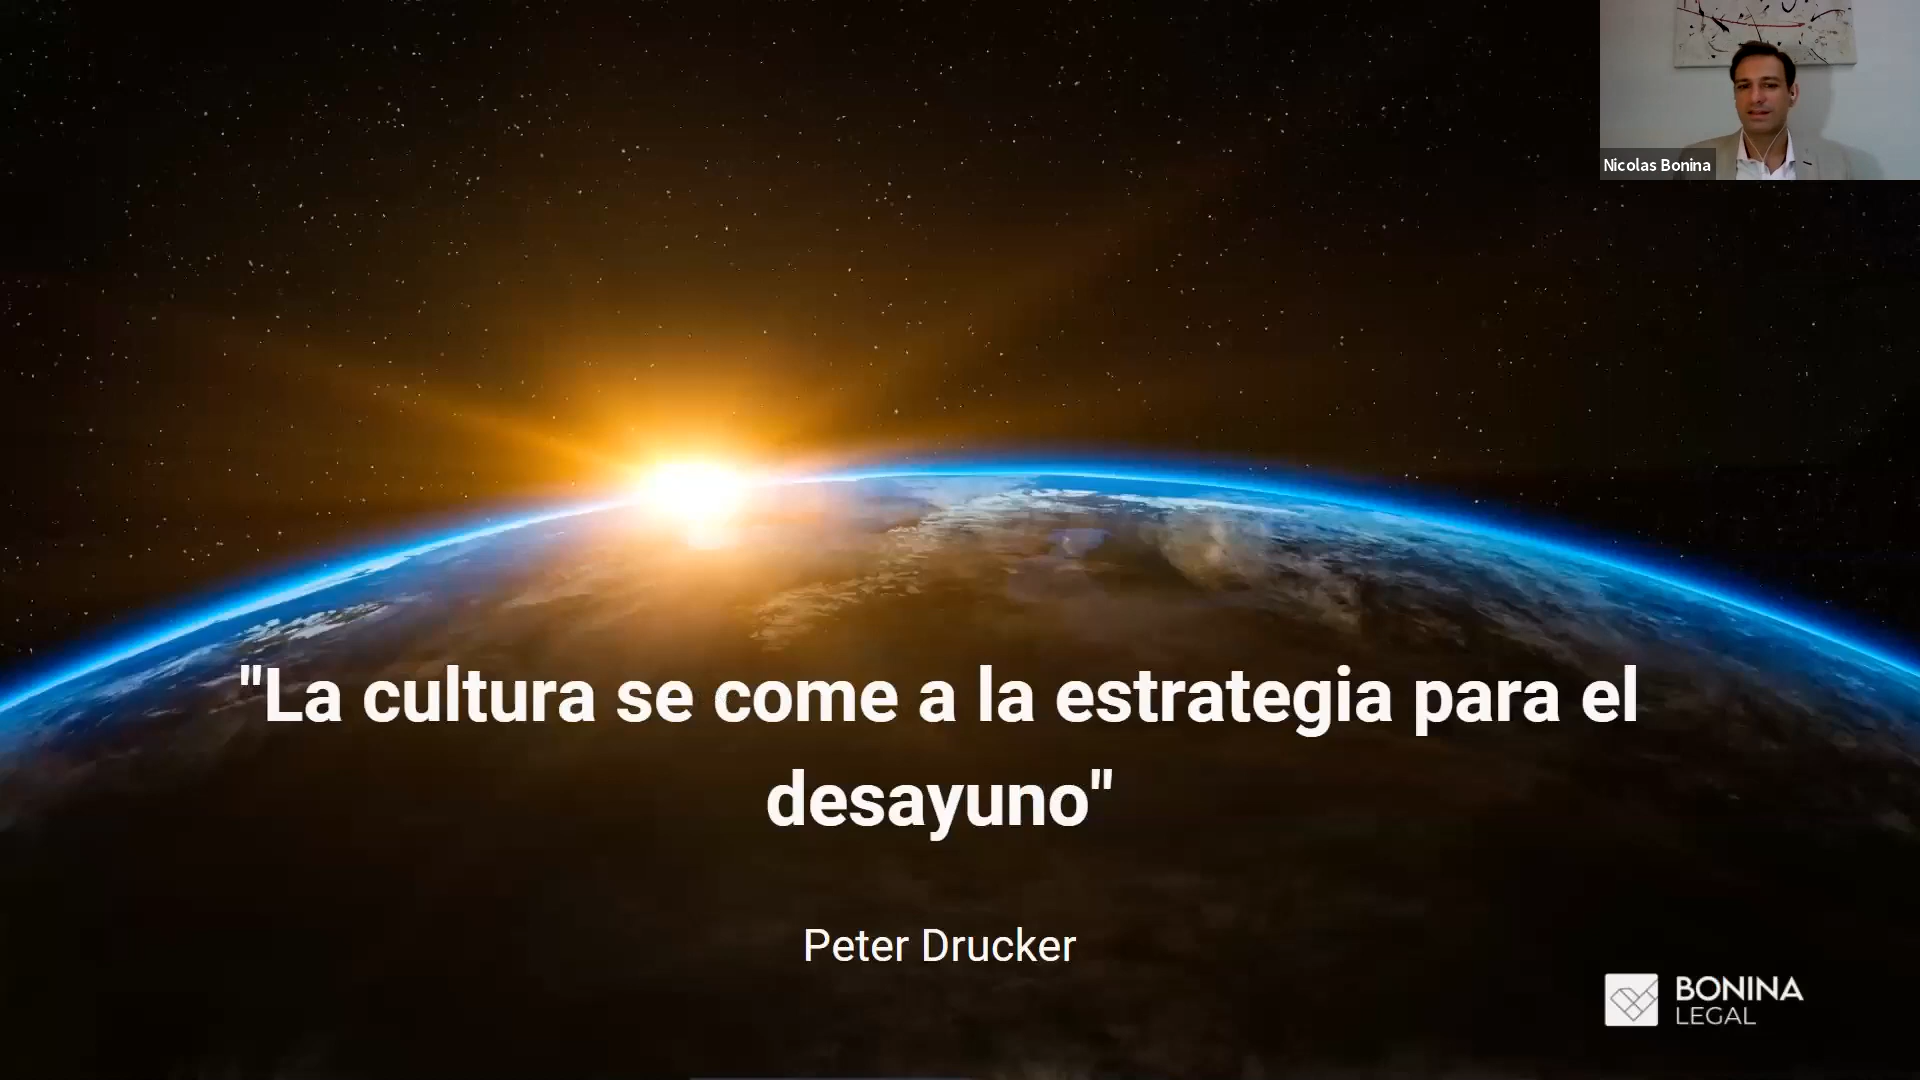 Nicolas Bonina
"La cultura se come a la estrategia para el
desayuno"
Peter Drucker
BONINA
LEGAL